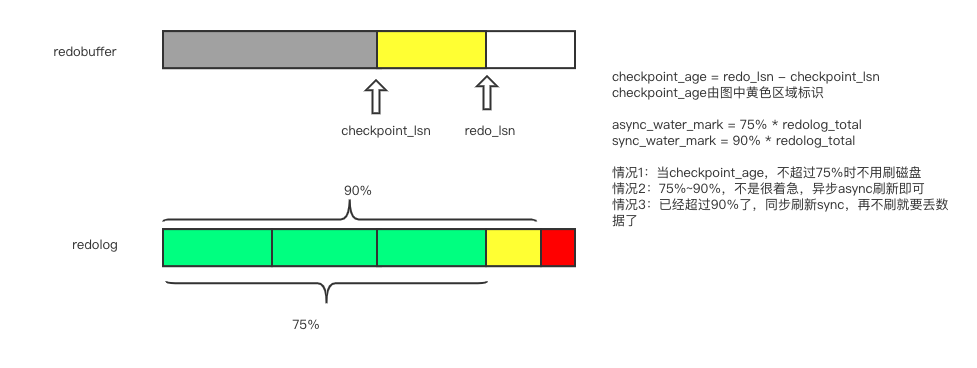 redobuffer
checkpoint_lsn
redo_lsn
checkpoint_age = redo_lsn - checkpoint_lsn
checkpoint_age由图中黄色区域标识
async_water_mark = 75% * redolog_total
sync_water_mark = 90% * redolog_total
情况1：当checkpoint_age，不超过75%时不用刷磁盘
情况2：75%~90%，不是很着急，异步async刷新即可
情况3：已经超过90%了，同步刷新sync，再不刷就要丢数
据了
90%
redolog
75%